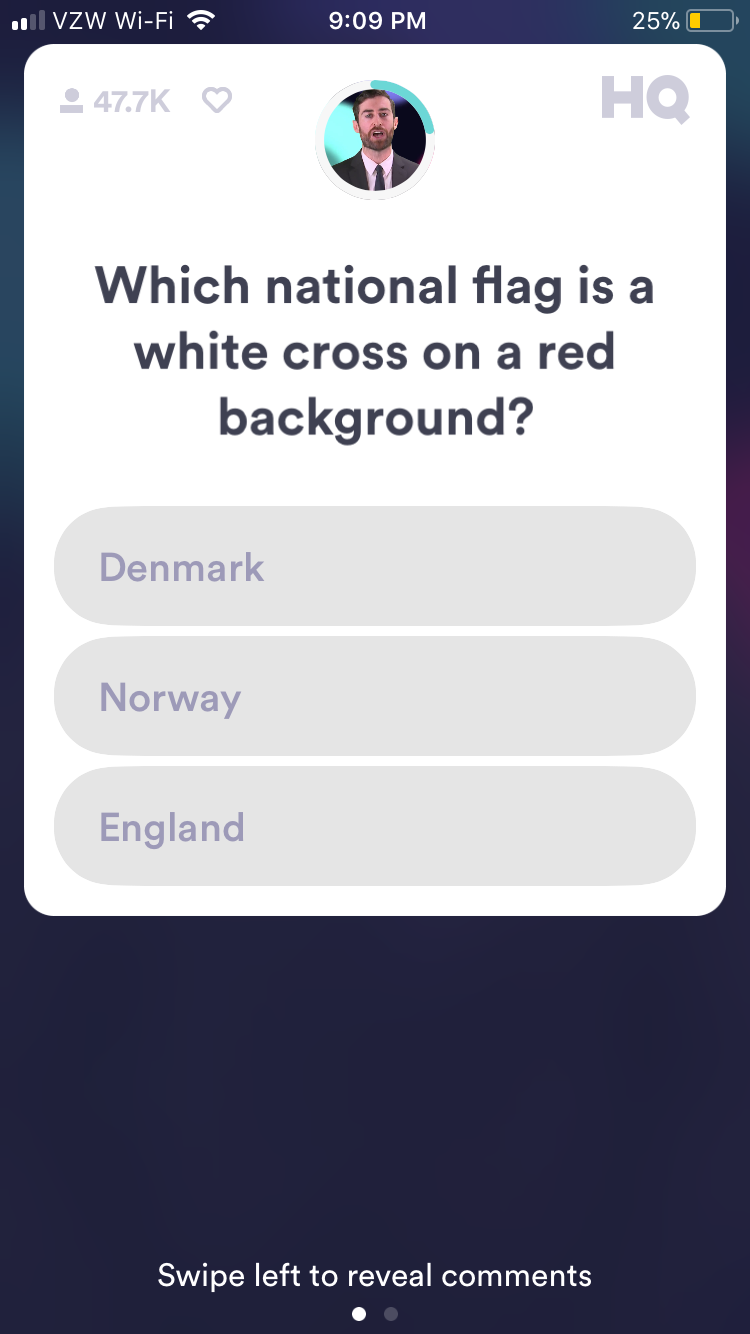 VZW Wi-Fi 9:09 PM 25%
47.7K HQ
Which national flag is a
white cross on a red
background?
Denmark
Norway
England
Swipe left to reveal comments